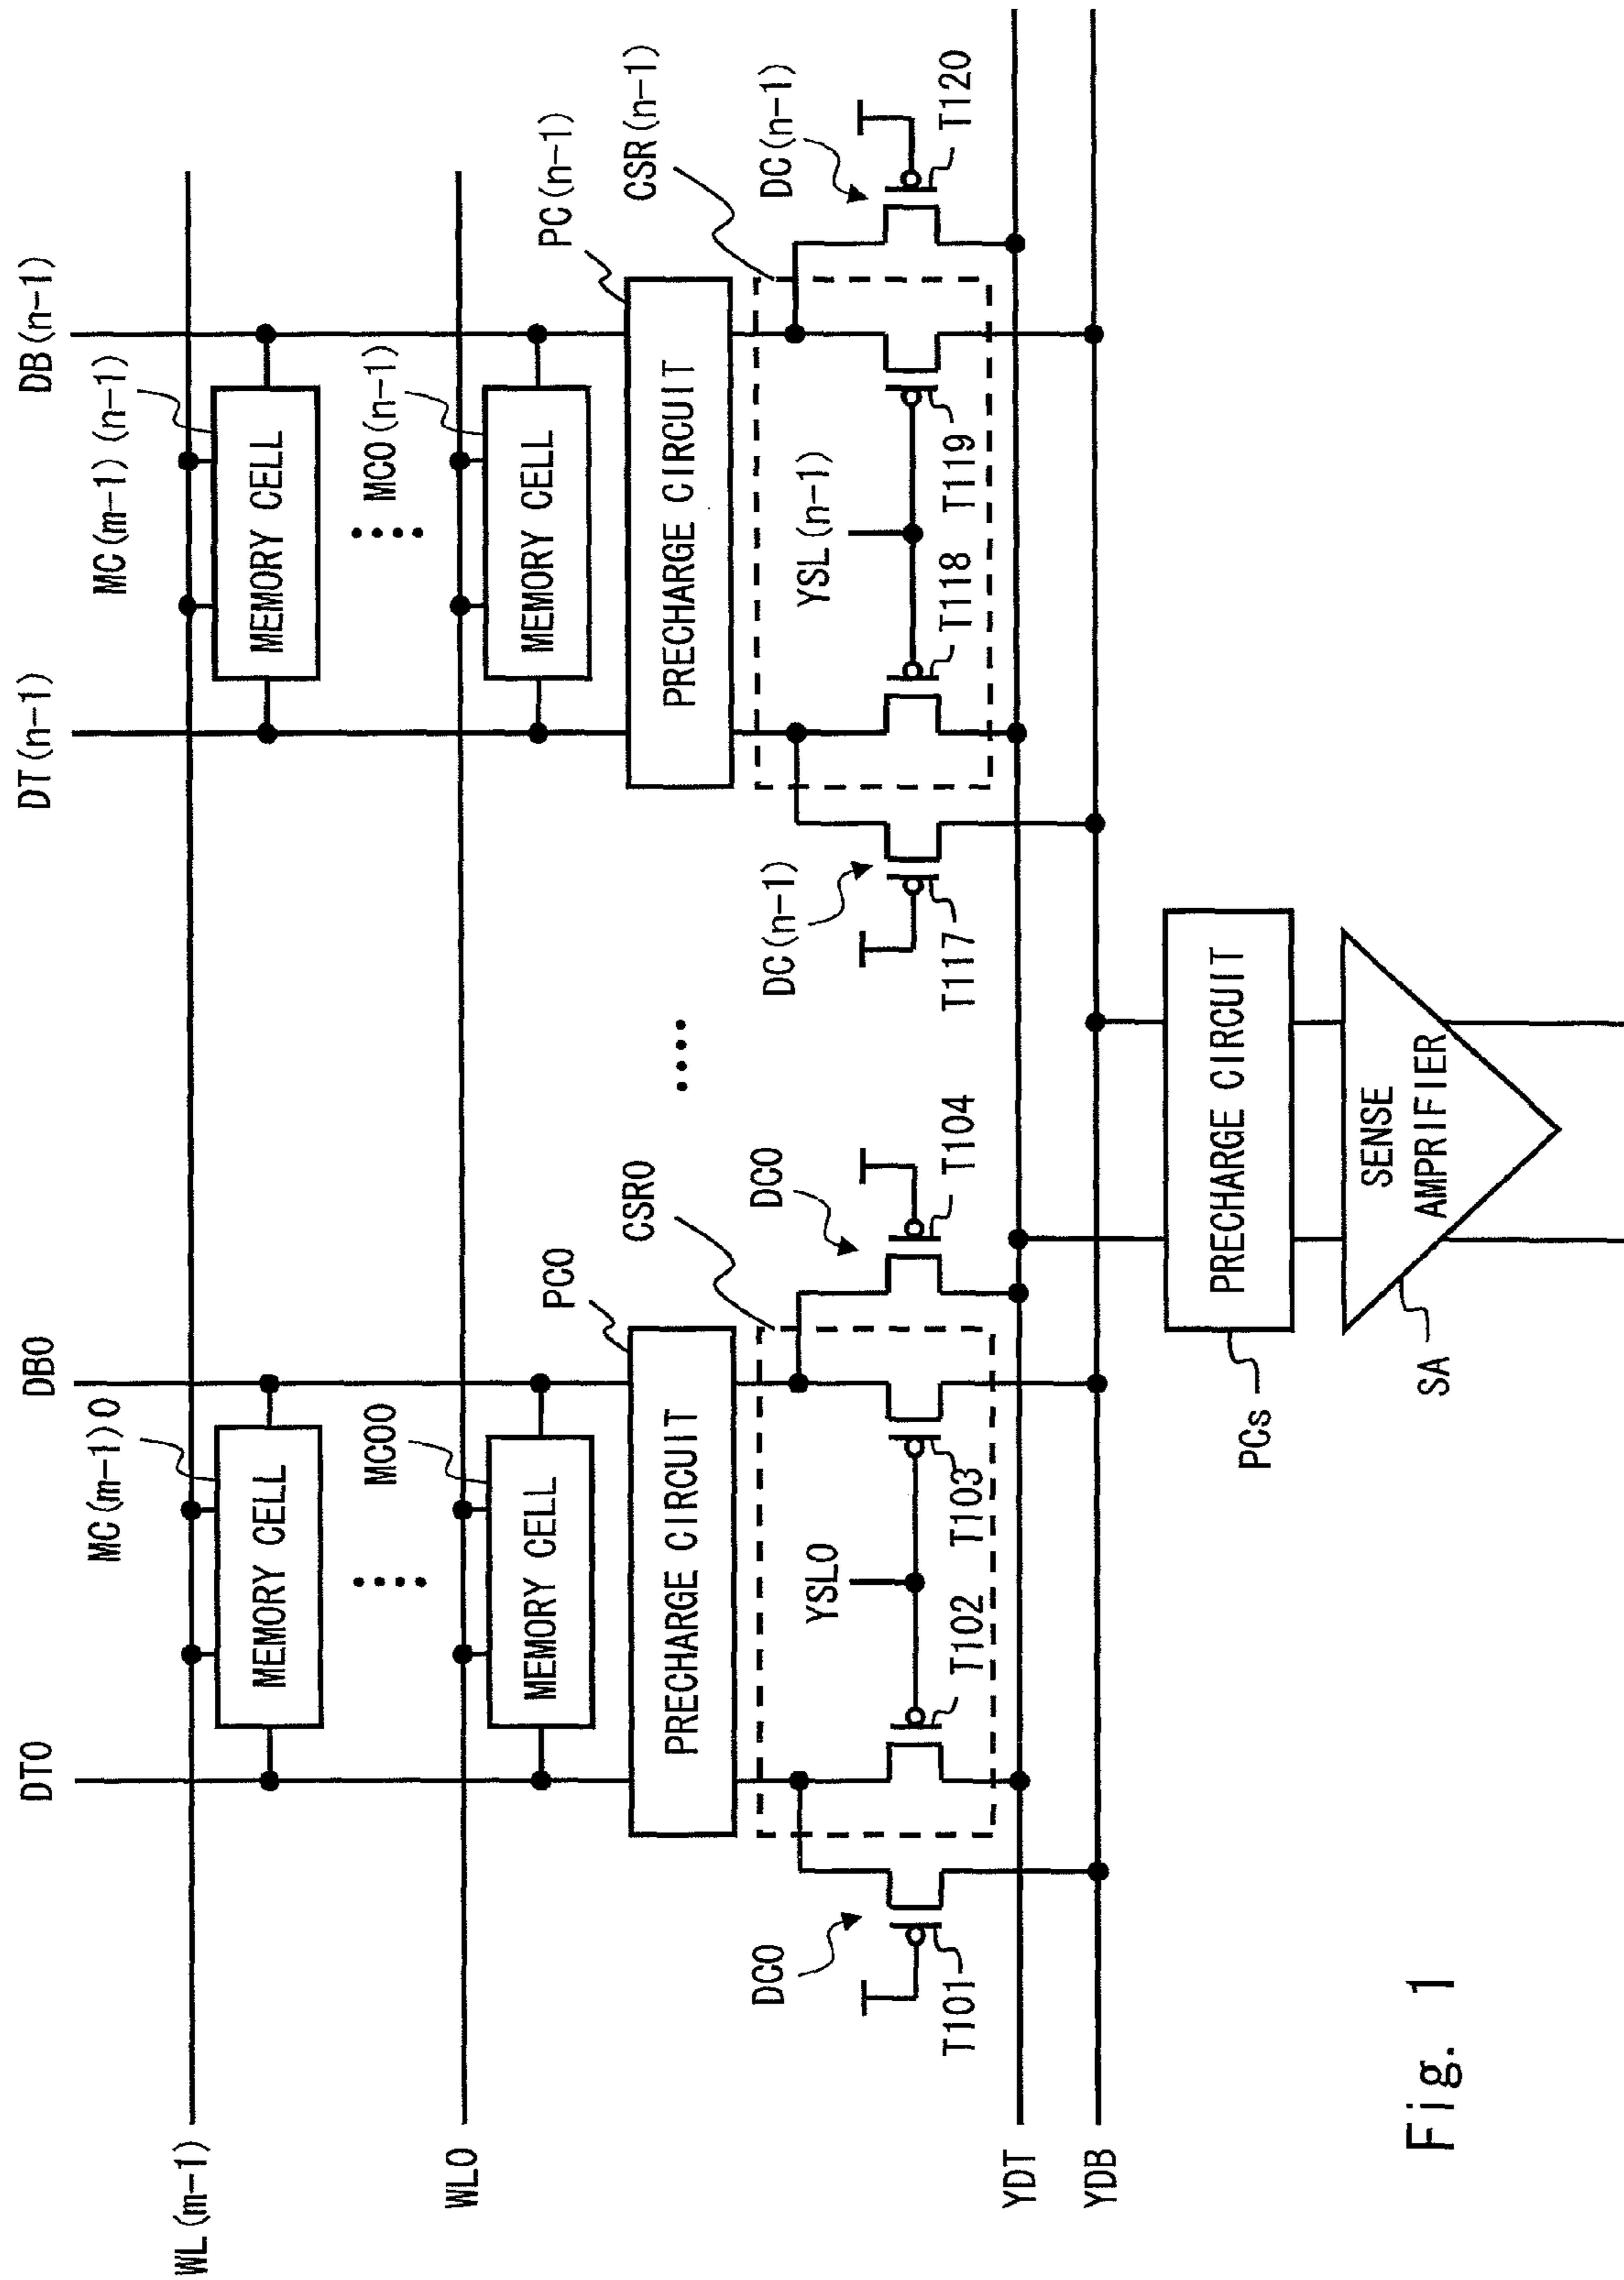 DT0
DB0
DT(n-1)
DB(n-1)
WL(m-1)
MC(m-1)0
MEMORY CELL
MC(m-1)(n-1)
MEMORY CELL
WL0
MC00
MEMORY CELL
MC0(n-1)
MEMORY CELL
PC0
PRECHARGE CIRCUIT
PC(n-1)
PRECHARGE CIRCUIT
CSR0
CSR(n-1)
DC0
YSL0
DC0
DC(n-1)
YSL(n-1)
DC(n-1)
T101
T102
T103
T104
T117
T118
T119
T120
YDT
YDB
PRECHARGE CIRCUIT
PCs
SENSE
AMPRIFIER
SA
Fig. 1